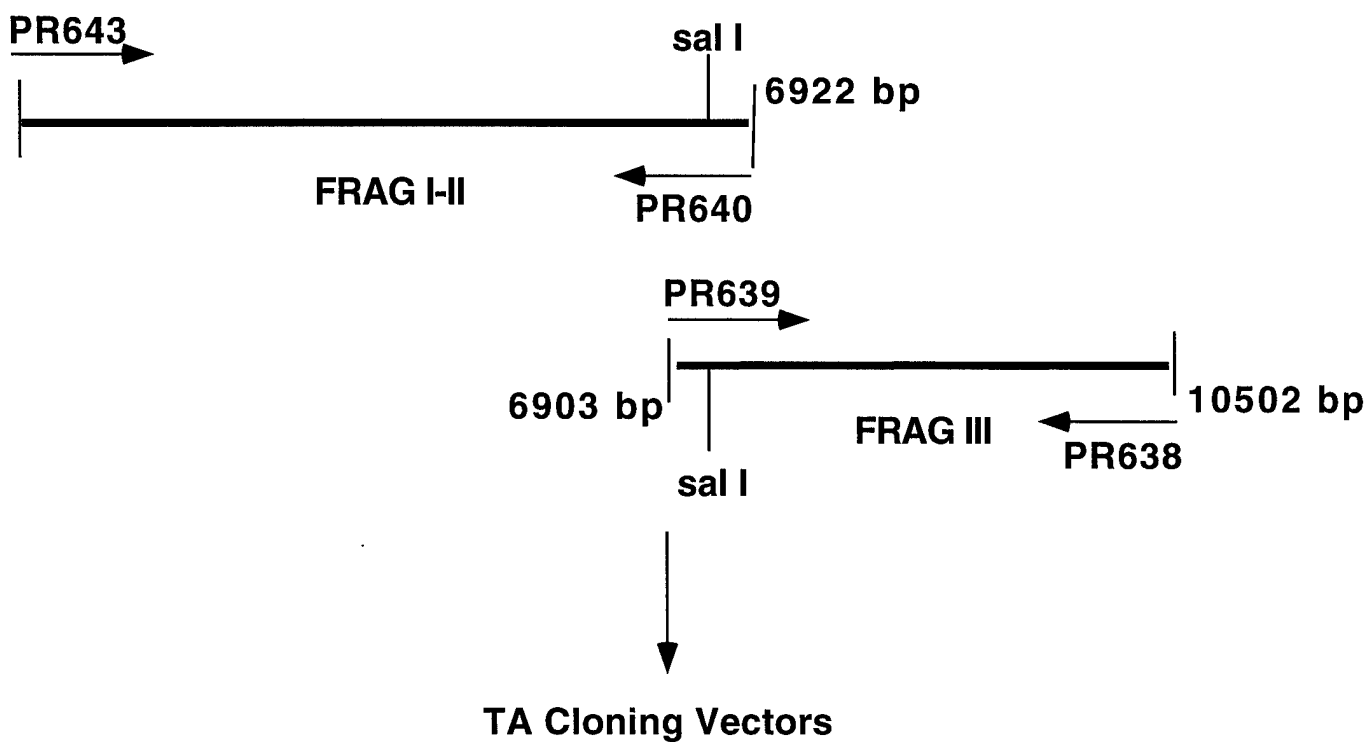 PR643
sal I
6922 bp
FRAG I-II
PR640
PR639
6903 bp
10502 bp
FRAG III
PR638
sal I
TA Cloning Vectors